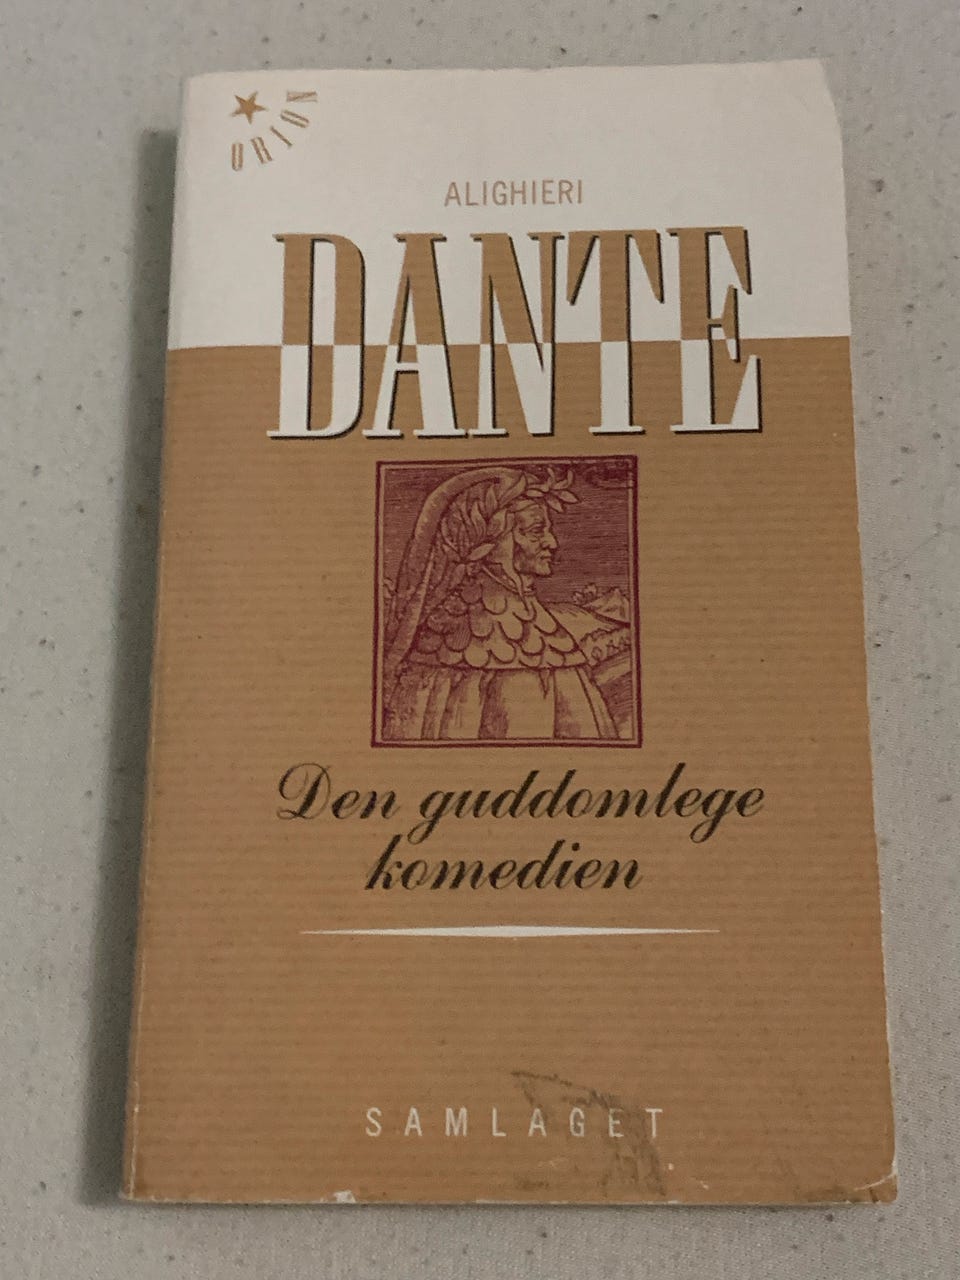 ORION
ALIGHIERI
DANTE
Den guddomlege
komedien
SAMLAGET